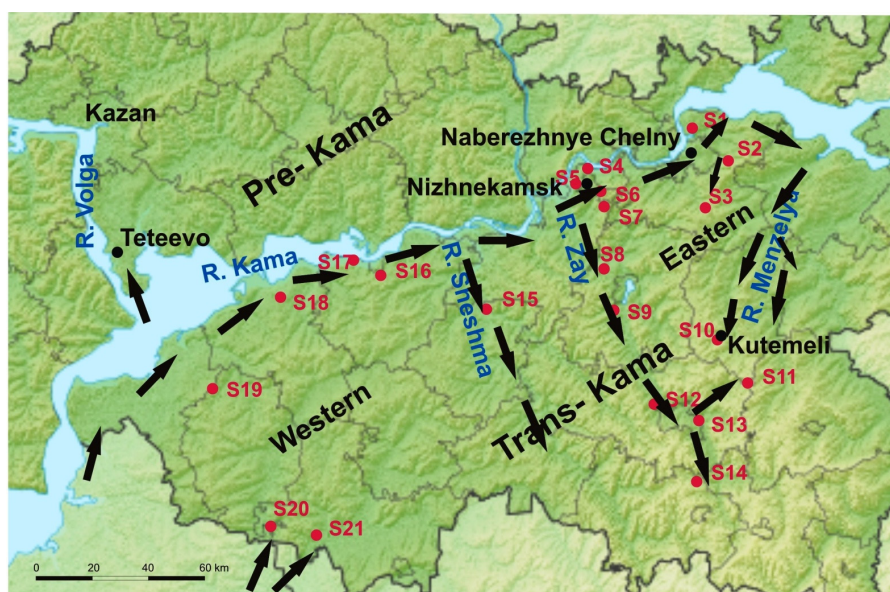 Kazan
Pre- Kama
Naberezhnye Chelny
S1
S2
S4
S5
Nizhnekamsk
S6
S7
S3
R. Volga
Teteevo
Eastern
R. Menzelya
R. Kama
S17
S16
R. Sheshma
R. Zay
S8
S18
S15
S9
S10
Kutemeli
S19
Western
Trans- Kama
S11
S12
S13
S14
S20
S21
0 20 40 60 km